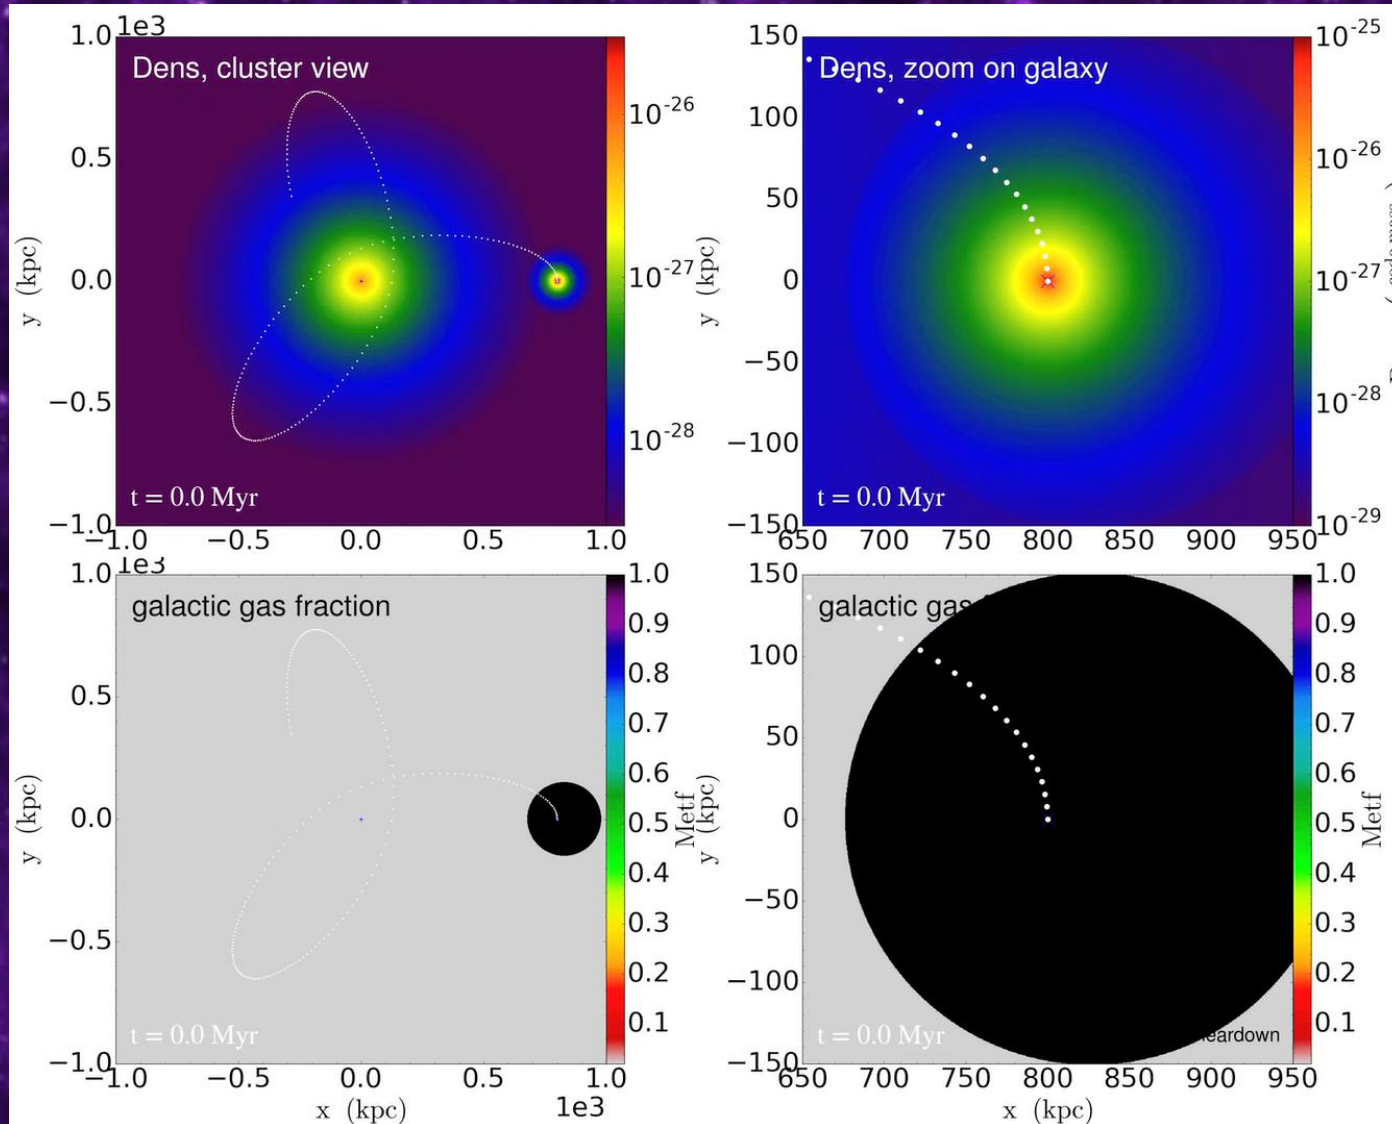 1e3
Dens, cluster view
Dens, zoom on galaxy
1.0
0.5
0.0
−0.5
−1.0
y (kpc)
10-26
10-27
10-28
t = 0.0 Myr
−1.0 −0.5 0.0 0.5 1.0
150
100
50
0
−50
−100
−150
y (kpc)
10-25
10-26
10-27
10-28
10-29
t = 0.0 Myr
650 700 750 800 850 900 950
1e3
galactic gas fraction
1.0
0.5
0.0
−0.5
−1.0
y (kpc)
t = 0.0 Myr
−1.0 −0.5 0.0 0.5 1.0
x (kpc)
1e3
1.0
0.9
0.8
0.7
0.6
0.5
0.4
0.3
0.2
0.1
Metf
galactic gas
150
100
50
0
−50
−100
−150
y (kpc)
t = 0.0 Myr
650 700 750 800 850 900 950
x (kpc)
1.0
0.9
0.8
0.7
0.6
0.5
0.4
0.3
0.2
0.1
Metf